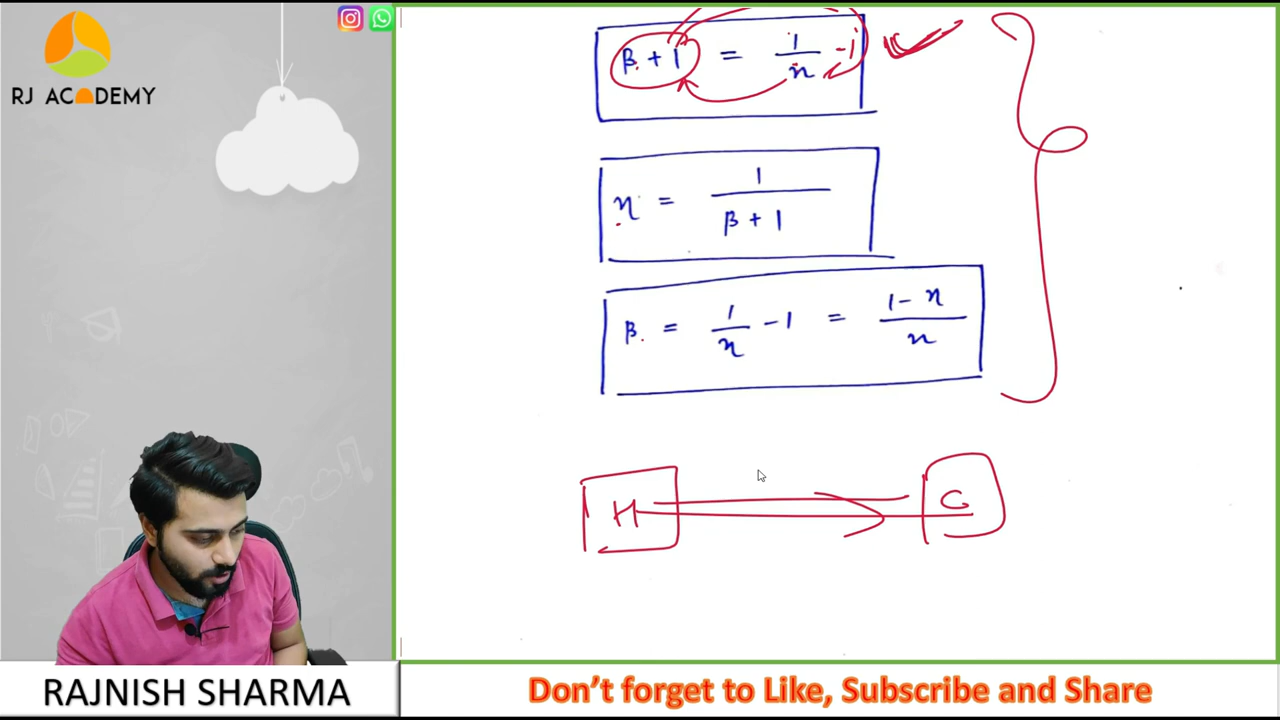 RJ ACADEMY
β + 1 = 1/η - 1
η = 1/(β + 1)
β = 1/η - 1 = (1 - η)/η
H C
RAJNISH SHARMA
Don't forget to Like, Subscribe and Share